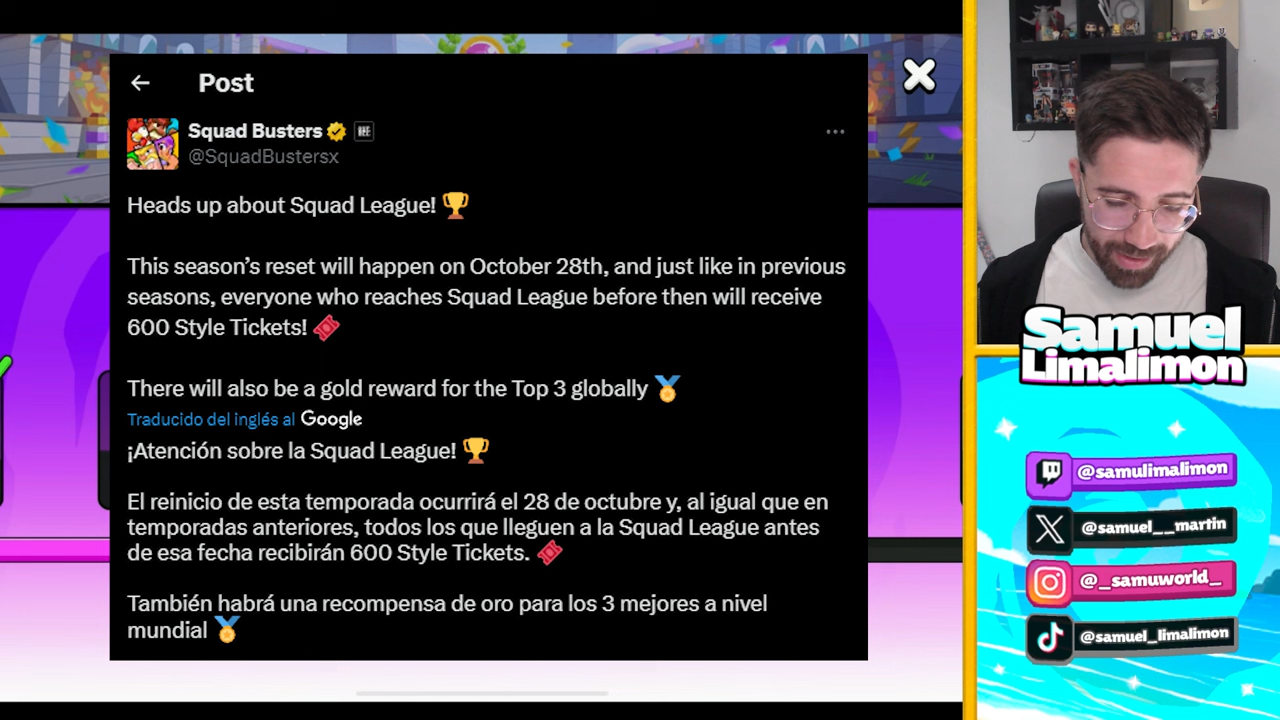 Post
Squad Busters
@SquadBustersx
Heads up about Squad League! 🏆
This season's reset will happen on October 28th, and just like in previous
seasons, everyone who reaches Squad League before then will receive
600 Style Tickets! 🎟️
There will also be a gold reward for the Top 3 globally 🏅
Traducido del inglés al Google
¡Atención sobre la Squad League! 🏆
El reinicio de esta temporada ocurrirá el 28 de octubre y, al igual que en
temporadas anteriores, todos los que lleguen a la Squad League antes
de esa fecha recibirán 600 Style Tickets. 🎟️
También habrá una recompensa de oro para los 3 mejores a nivel
mundial 🏅
Samuel
Limalimon
@samulimalimon
@samuel__martin
@_samuworld_
@samuel_limalimon